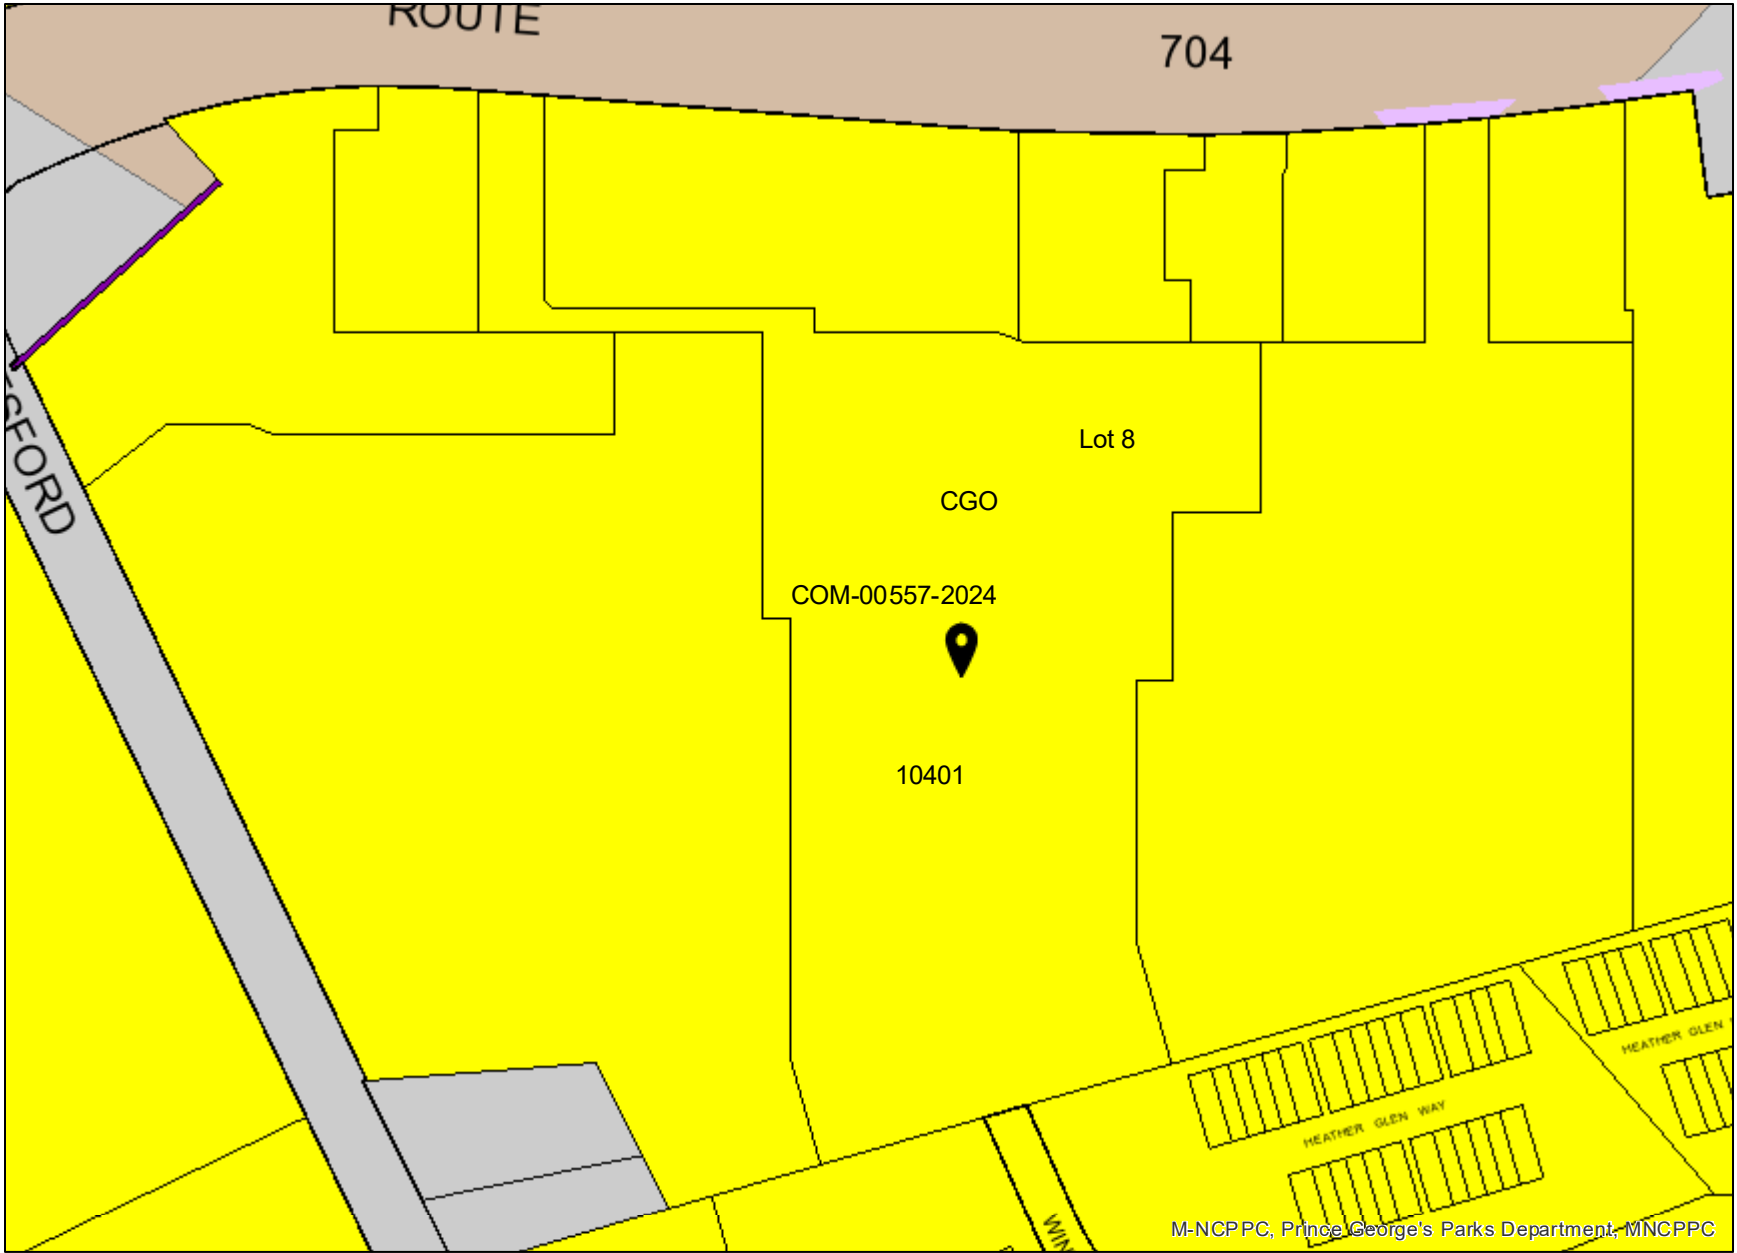 ROUTE
704
SFORD
Lot 8
CGO
COM-00557-2024
10401
HEATHER GLEN
HEATHER GLEN WAY
WIN
M-NCPPC, Prince George's Parks Department, MNCPPC